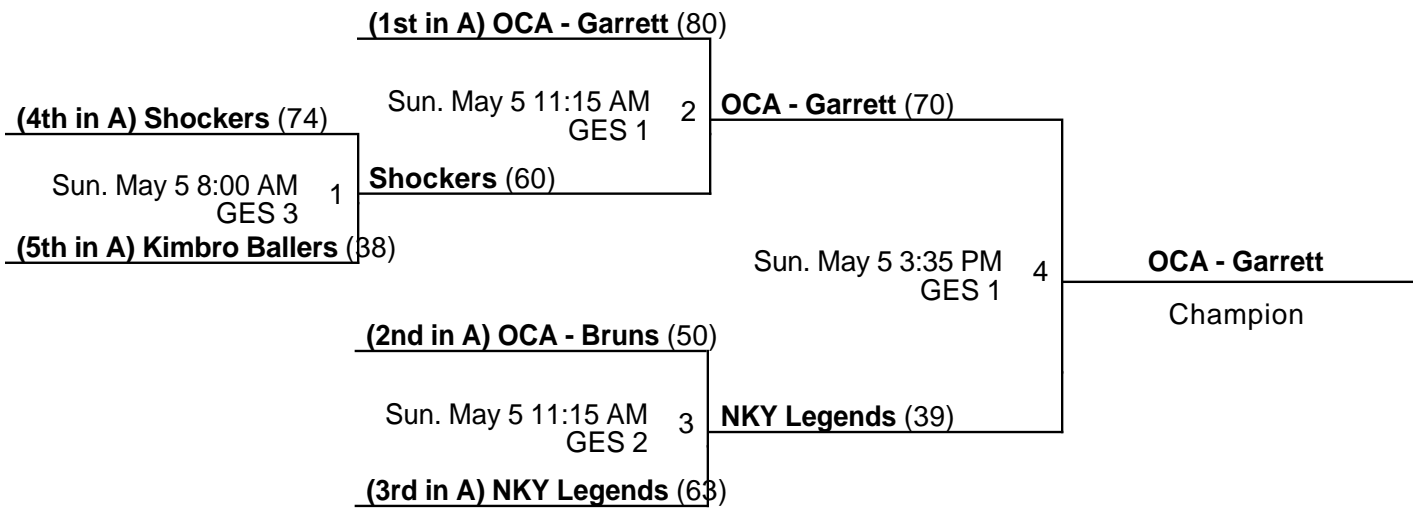 (1st in A) OCA - Garrett (80)
Sun. May 5 11:15 AM 2
GES 1
OCA - Garrett (70)
(4th in A) Shockers (74)
Sun. May 5 8:00 AM 1
GES 3
Shockers (60)
(5th in A) Kimbro Ballers (38)
Sun. May 5 3:35 PM 4
GES 1
OCA - Garrett
Champion
(2nd in A) OCA - Bruns (50)
Sun. May 5 11:15 AM 3
GES 2
NKY Legends (39)
(3rd in A) NKY Legends (63)